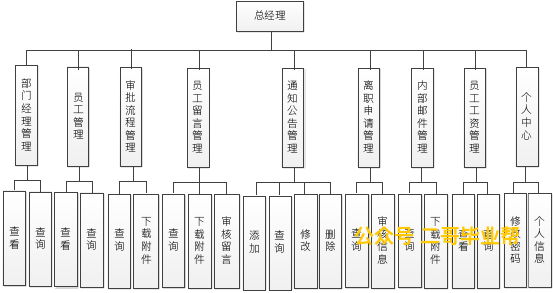 总经理
部门经理管理
员工管理
审批流程管理
员工留言管理
通知公告管理
离职申请管理
内部邮件管理
员工工资管理
个人中心
查看
查询
查看
查询
查询
下载附件
查询
下载附件
审核留言
添加
查询
修改
删除
查询
审核信息
查询
下载附件
查看
查询
修改密码
个人信息
公众号 二哥毕业帮